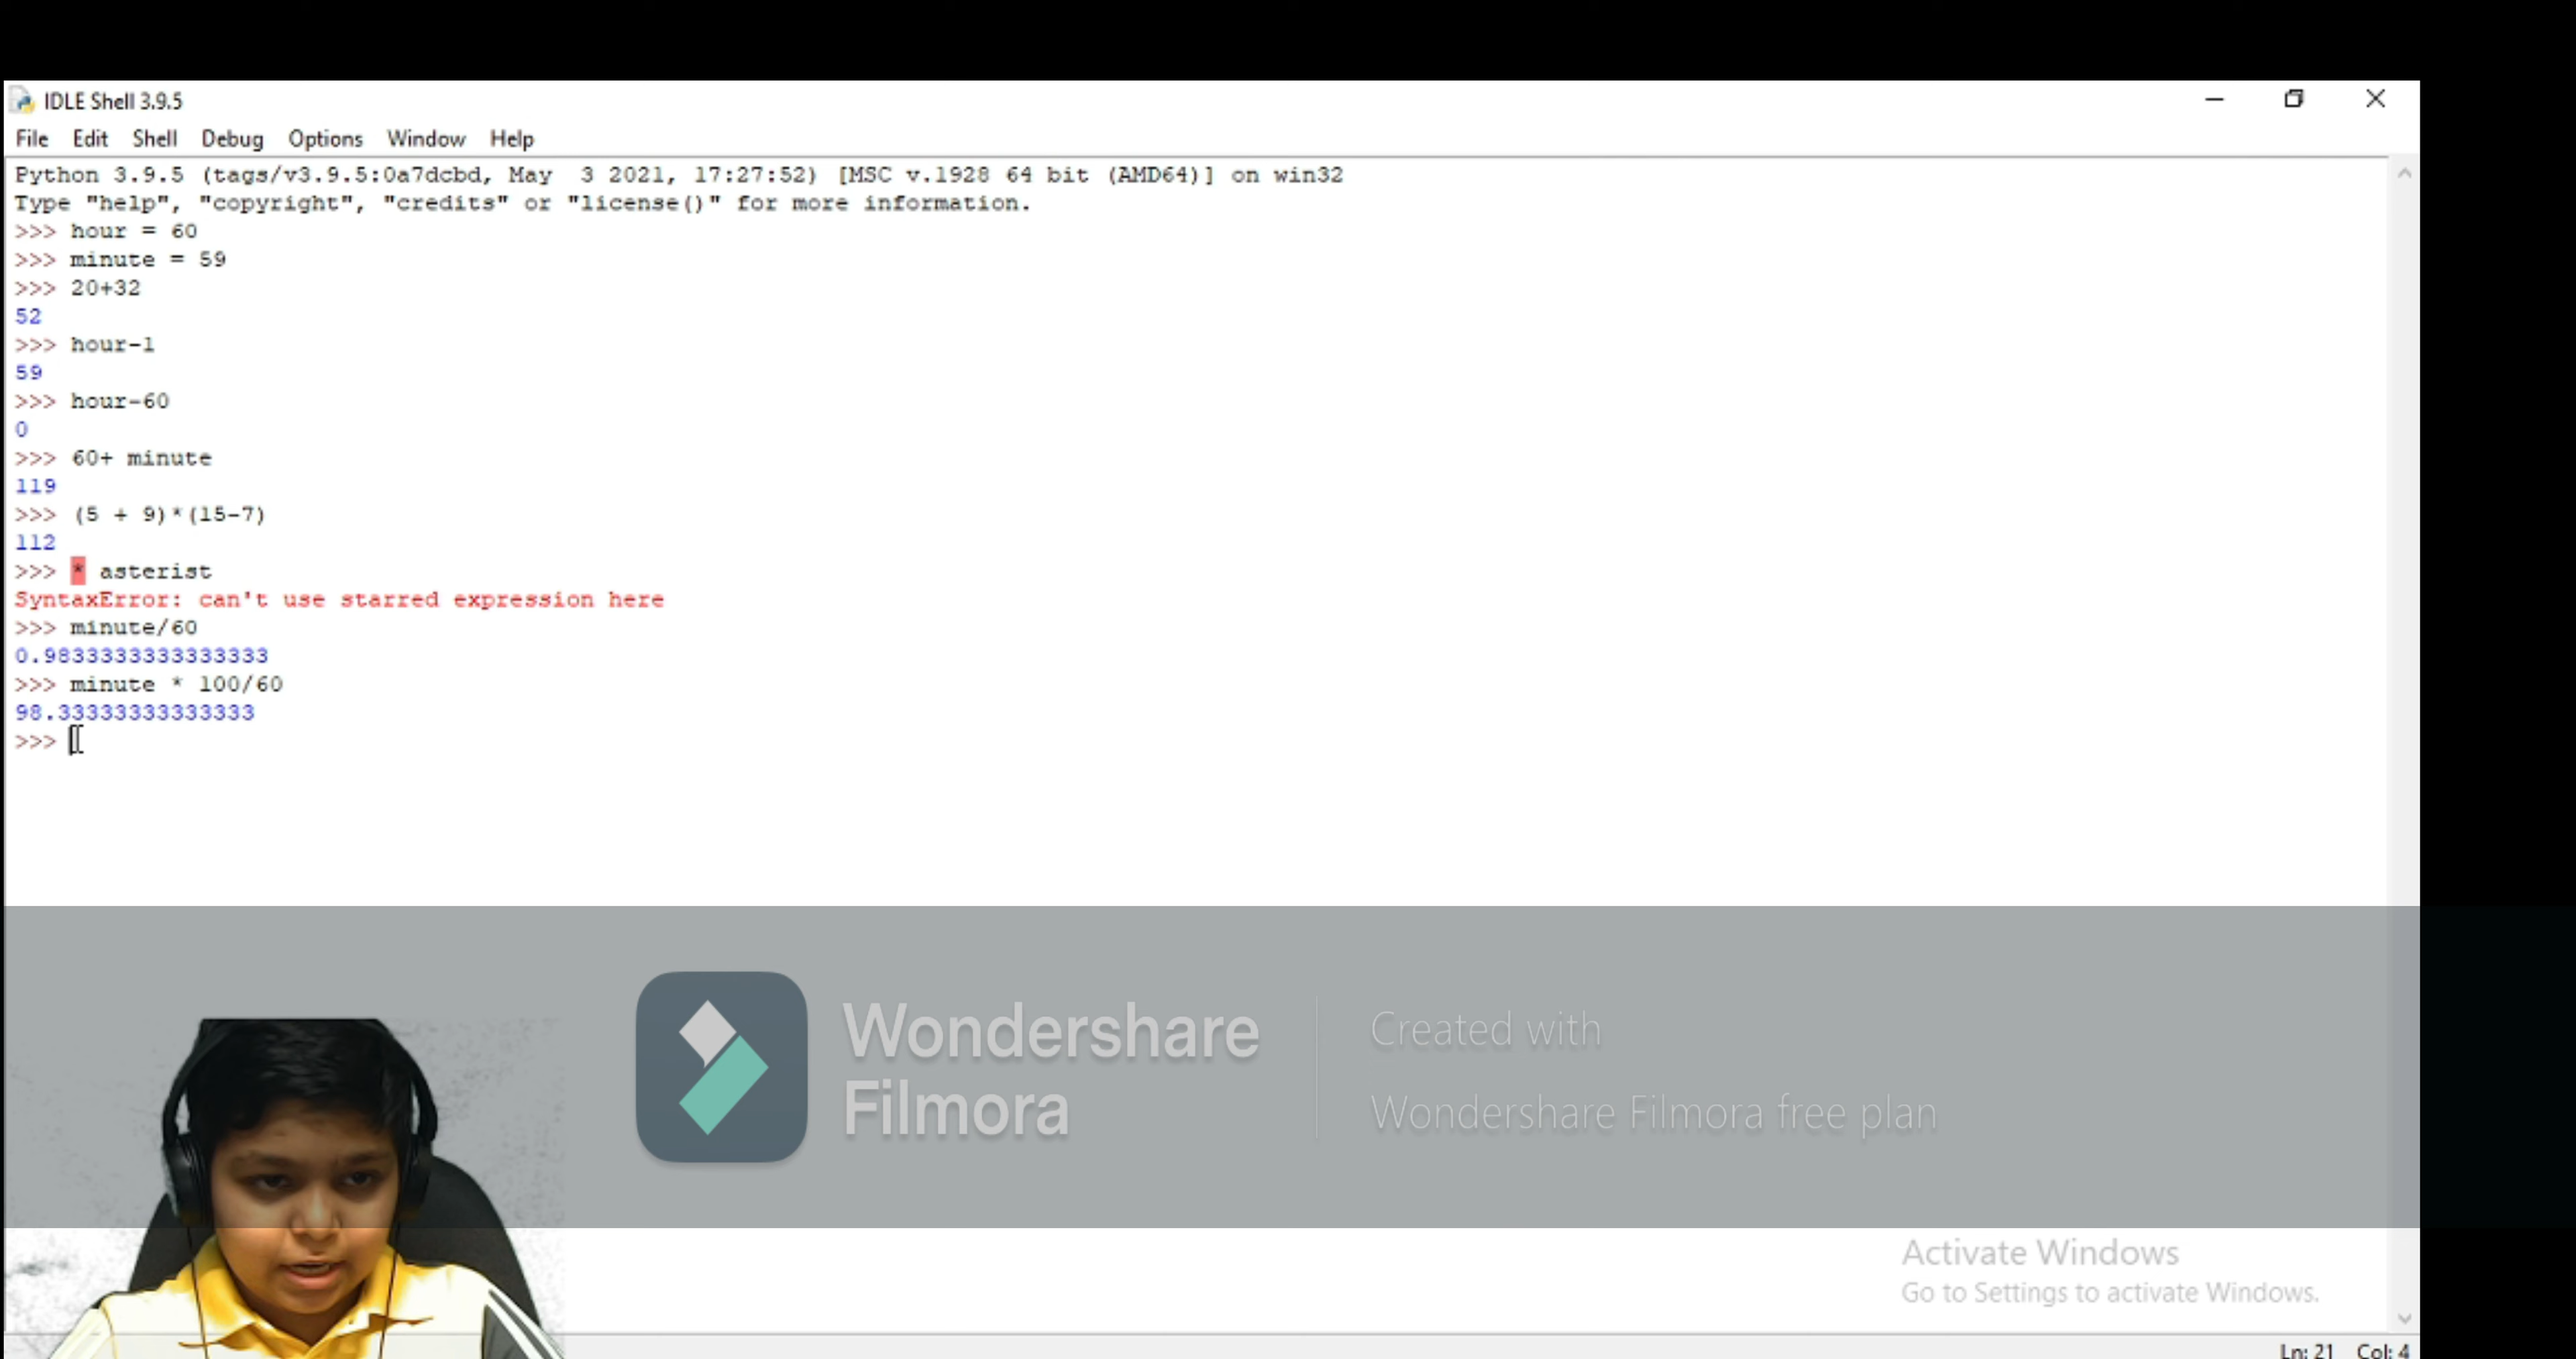 IDLE Shell 3.9.5
File Edit Shell Debug Options Window Help
Python 3.9.5 (tags/v3.9.5:0a7dcbd, May  3 2021, 17:27:52) [MSC v.1928 64 bit (AMD64)] on win32
Type "help", "copyright", "credits" or "license()" for more information.
>>> hour = 60
>>> minute = 59
>>> 20+32
52
>>> hour-1
59
>>> hour-60
0
>>> 60+ minute
119
>>> (5 + 9)*(15-7)
112
>>> * asterist
SyntaxError: can't use starred expression here
>>> minute/60
0.9833333333333333
>>> minute * 100/60
98.33333333333333
>>>
Wondershare
Filmora
Created with
Wondershare Filmora free plan
Activate Windows
Go to Settings to activate Windows.
Ln: 21 Col: 4